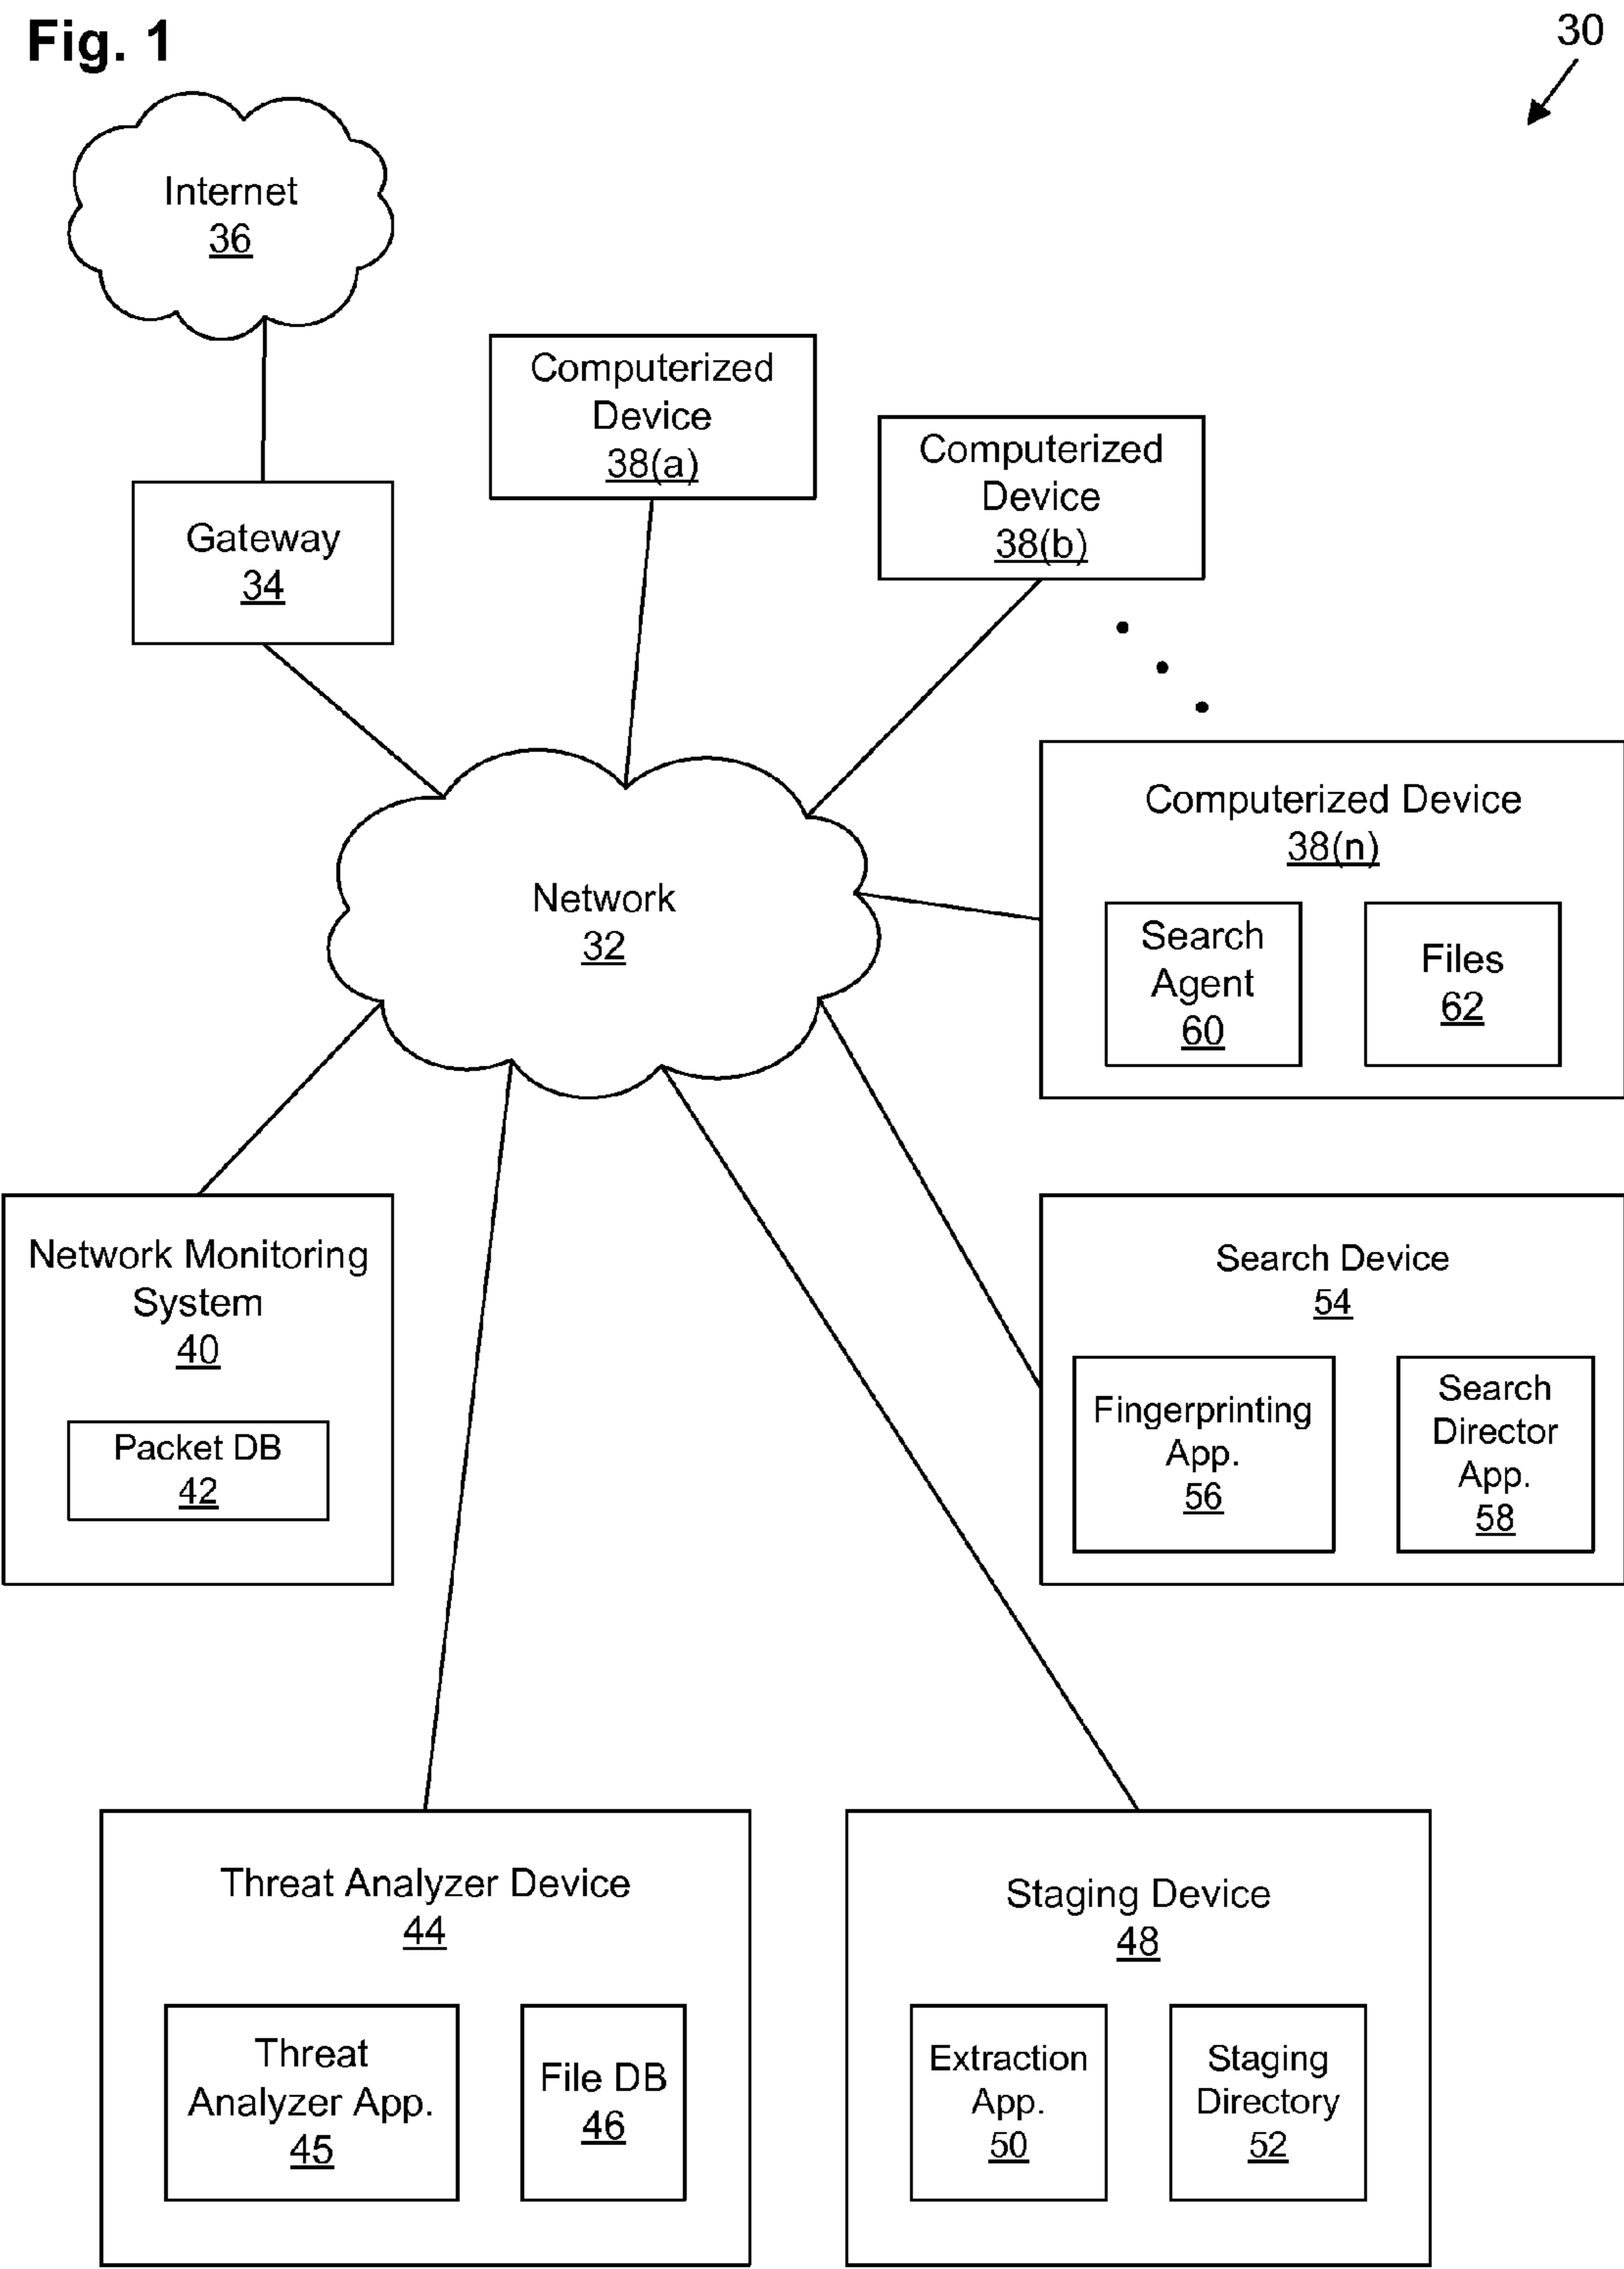 Fig. 1
30
Internet
36
Computerized
Device
38(a)
Computerized
Device
38(b)
Gateway
34
Computerized Device
38(n)
Search
Agent
60
Files
62
Network
32
Network Monitoring
System
40
Packet DB
42
Search Device
54
Fingerprinting
App.
56
Search
Director
App.
58
Threat Analyzer Device
44
Threat
Analyzer App.
45
File DB
46
Staging Device
48
Extraction
App.
50
Staging
Directory
52